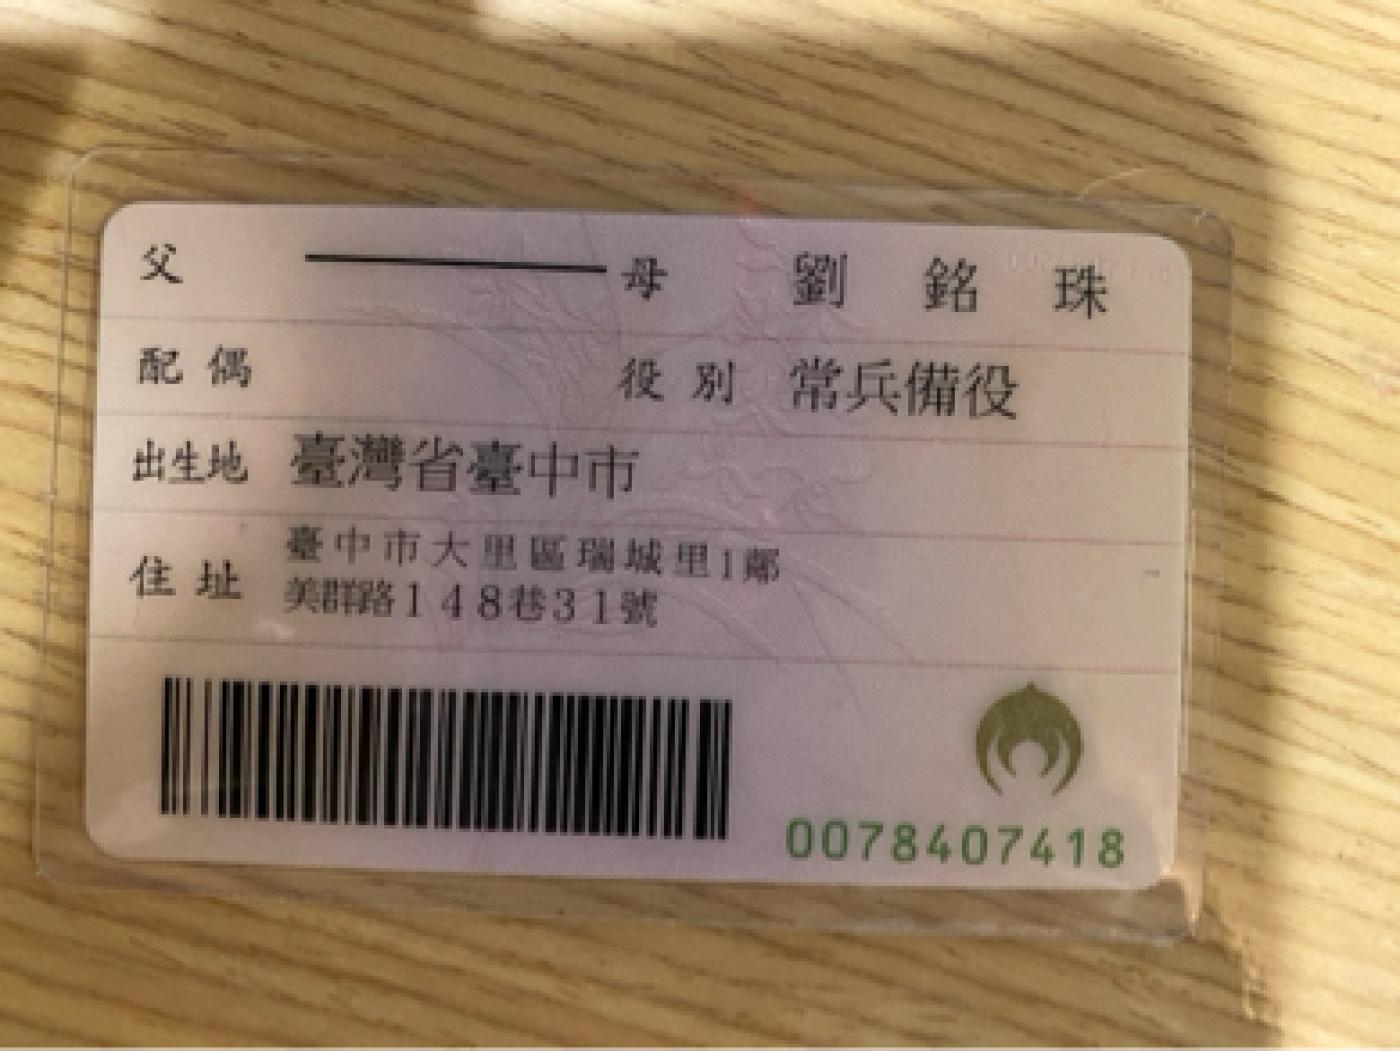 父 母 劉銘珠
配偶 役別 常兵備役
出生地 臺灣省臺中市
住址 臺中市大里區瑞城里1鄰
美群路148巷31號
0078407418